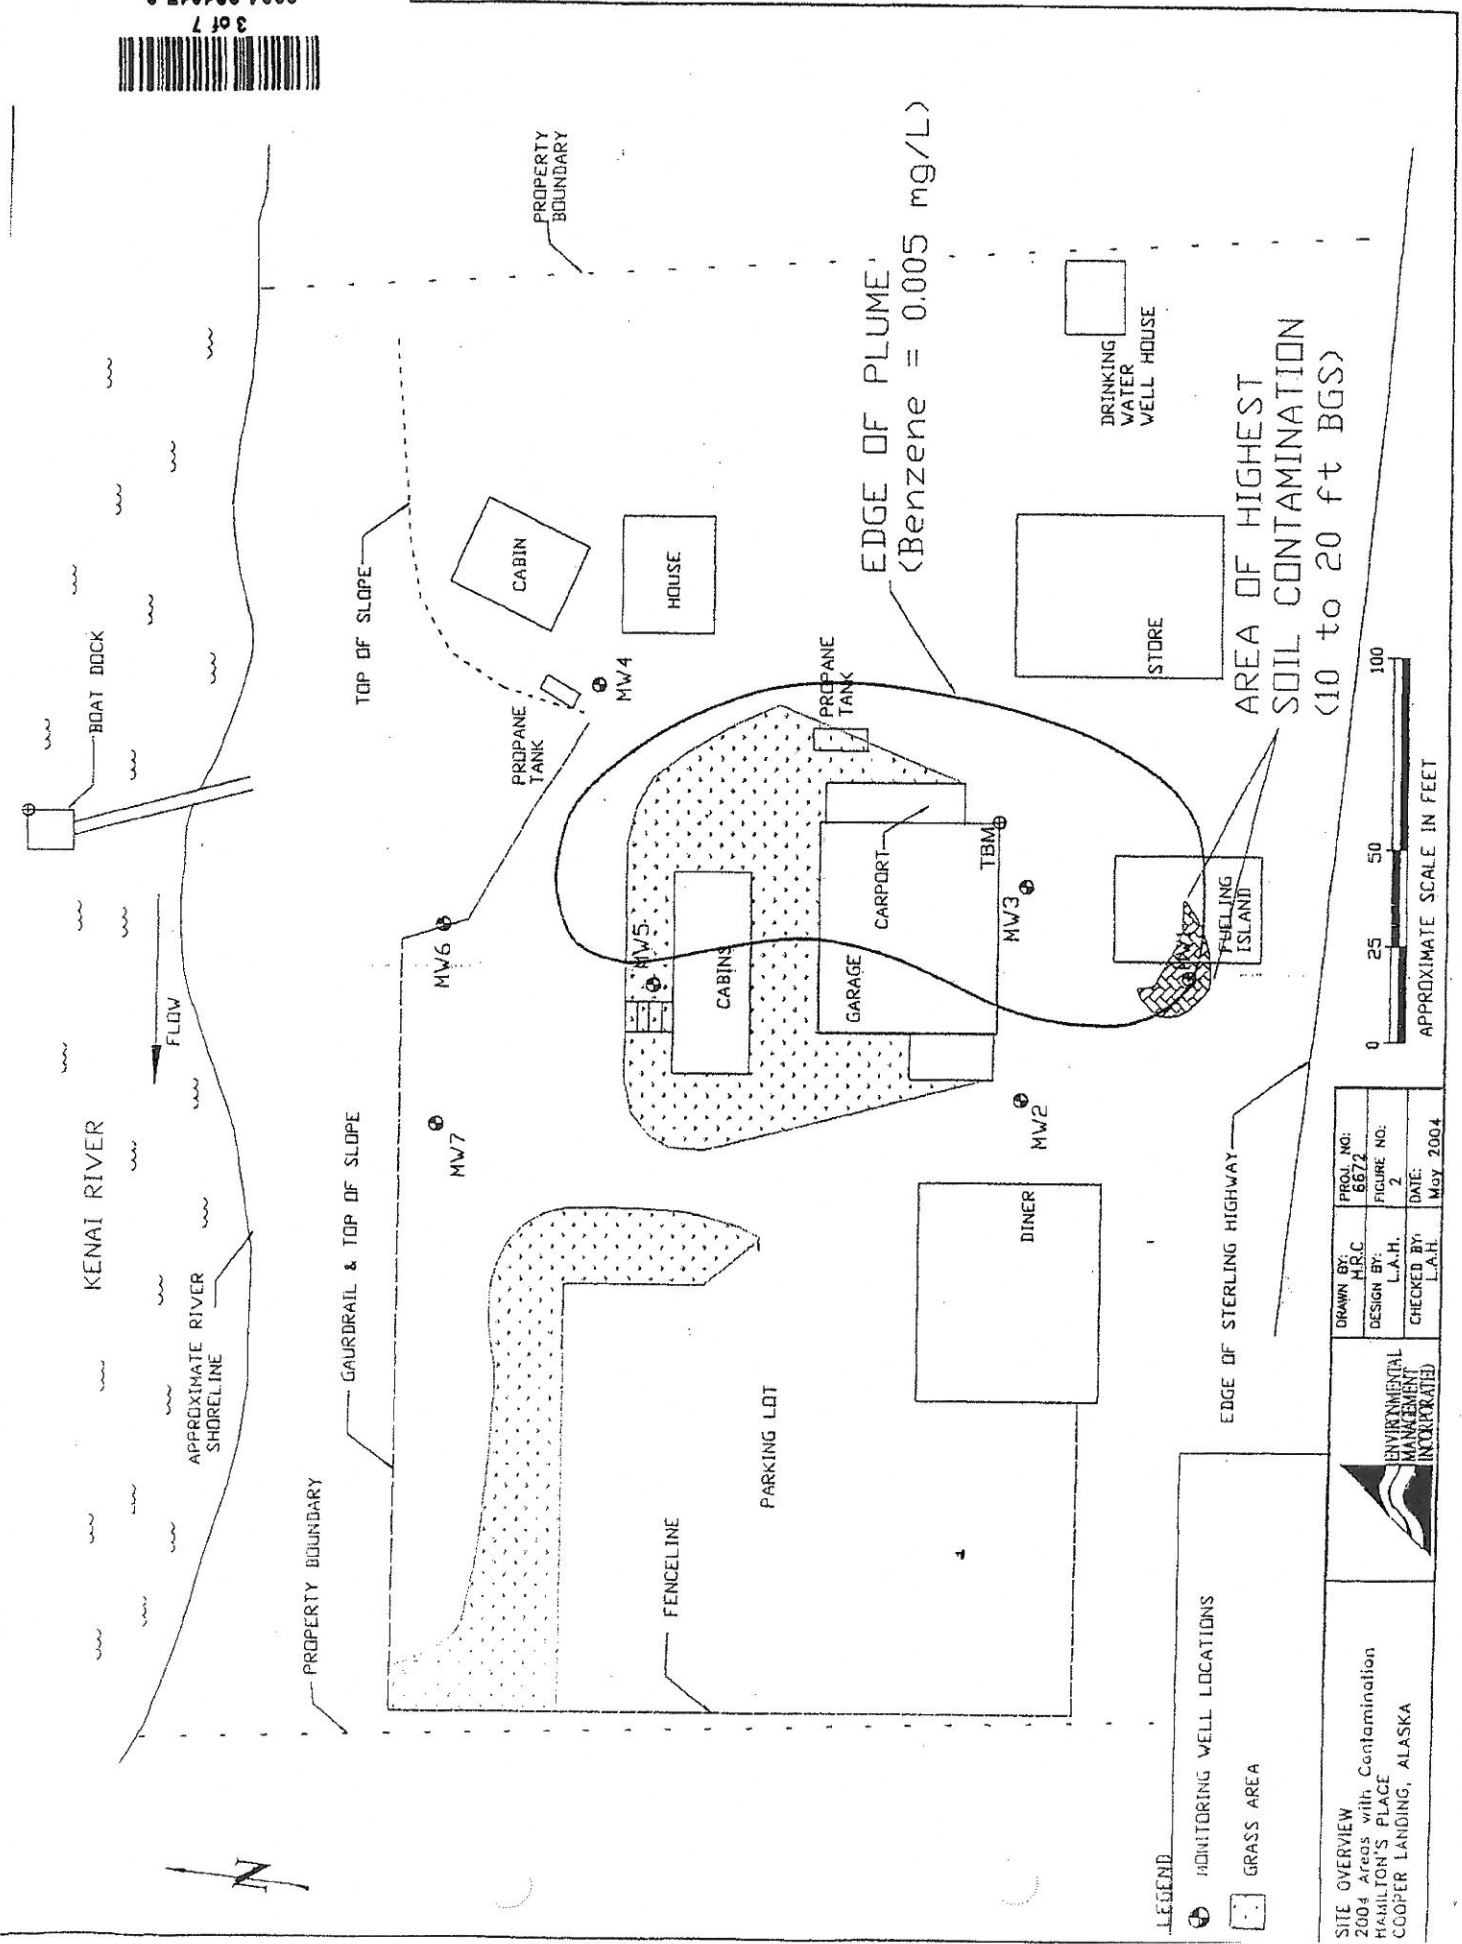 3 of 7
KENAI RIVER
FLOW
BOAT DOCK
APPROXIMATE RIVER
SHORELINE
PROPERTY BOUNDARY
GAURDRAIL & TOP OF SLOPE
TOP OF SLOPE
PROPERTY
BOUNDARY
MW7
MW6
PROPANE
TANK
MW4
CABIN
HOUSE
FENCELINE
PARKING LOT
MW5
CABINS
GARAGE
CARPORT
PROPANE
TANK
EDGE OF PLUME
(Benzene = 0.005 mg/L)
DINER
MW2
MW3
TBM
STORE
DRINKING
WATER
WELL HOUSE
FUELING
ISLAND
AREA OF HIGHEST
SOIL CONTAMINATION
(10 to 20 ft BGS)
EDGE OF STERLING HIGHWAY
0 25 50 100
APPROXIMATE SCALE IN FEET
LEGEND
MONITORING WELL LOCATIONS
GRASS AREA
SITE OVERVIEW
2004 Areas with Contamination
HAMILTON'S PLACE
COOPER LANDING, ALASKA
ENVIRONMENTAL
MANAGEMENT
INCORPORATED
DRAWN BY:
M.R.C
PROJ. NO:
6672
DESIGN BY:
L.A.H.
FIGURE NO:
2
CHECKED BY:
L.A.H.
DATE:
May 2004
N